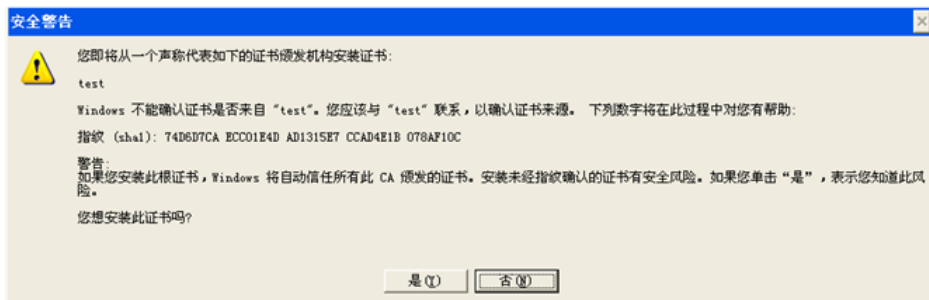 安全警告
您即将从一个声称代表如下的证书颁发机构安装证书:
test
Windows 不能确认证书是否来自 "test"。您应该与 "test" 联系，以确认证书来源。 下列数字将在此过程中对您有帮助:
指纹 (sha1): 74D6D7CA ECC01E4D AD1315E7 CCAD4E1B 078AF10C
警告:
如果您安装此根证书，Windows 将自动信任所有此 CA 颁发的证书。安装未经指纹确认的证书有安全风险。如果您单击“是”，表示您知道此风
险。
您想安装此证书吗?
是(Y) 否(N)